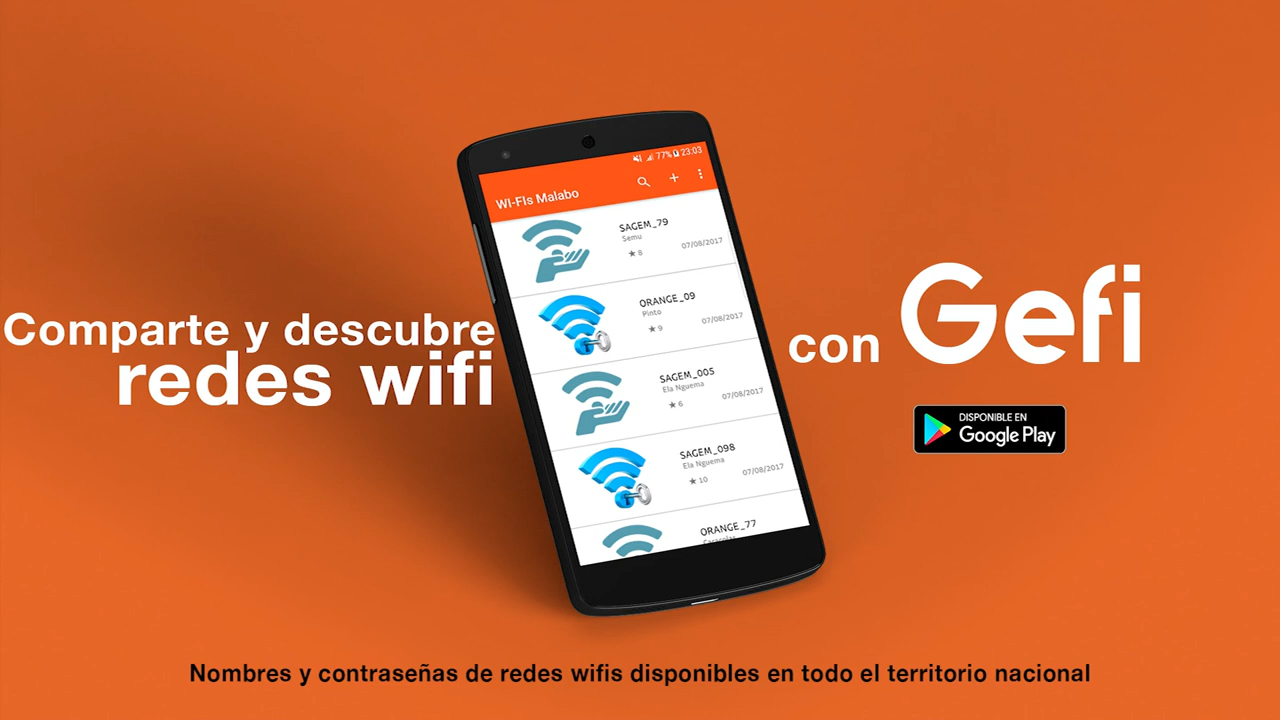 Comparte y descubre
redes wifi
77% 23:03
WI-FIs Malabo
SAGEM_79
Semu
★ 8
07/08/2017
ORANGE_09
Pinto
★ 9
07/08/2017
SAGEM_005
Ela Nguema
★ 6
07/08/2017
SAGEM_098
Ela Nguema
★ 10
07/08/2017
ORANGE_77
con Gefi
DISPONIBLE EN
Google Play
Nombres y contraseñas de redes wifis disponibles en todo el territorio nacional